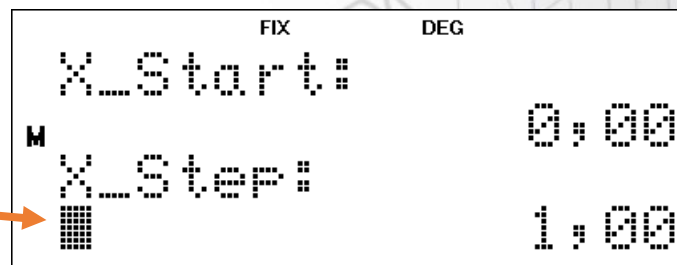 FIX DEG
X_Start:
0,00
M
X_Step:
1,00